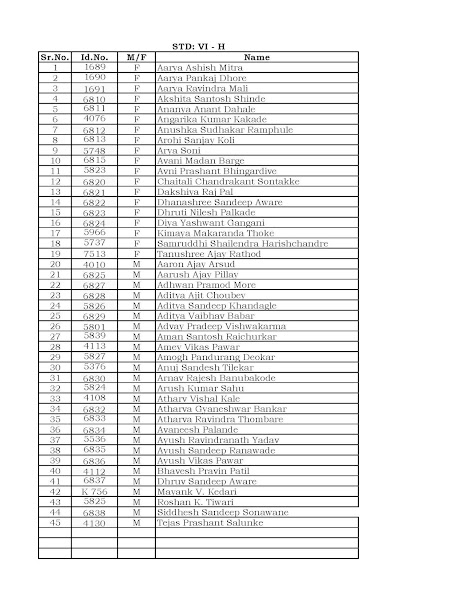 STD: VI - H
Sr.No. Id.No. M/F Name
1 1689 F Aarya Ashish Mitra
2 1690 F Aarya Pankaj Dhore
3 1691 F Aarya Ravindra Mali
4 6810 F Akshita Santosh Shinde
5 6811 F Ananya Anant Dahale
6 4076 F Angarika Kumar Kakade
7 6812 F Anushka Sudhakar Ramphule
8 6813 F Arohi Sanjay Koli
9 5748 F Arya Soni
10 6815 F Avani Madan Barge
11 5823 F Avni Prashant Bhingardive
12 6820 F Chaitali Chandrakant Sontakke
13 6821 F Dakshiya Raj Pal
14 6822 F Dhanashree Sandeep Aware
15 6823 F Dhruti Nilesh Palkade
16 6824 F Diya Yashwant Gangani
17 5966 F Kimaya Makaranda Thoke
18 5737 F Samruddhi Shailendra Harishchandre
19 7513 F Tanushree Ajay Rathod
20 4010 M Aaron Ajay Arsud
21 6825 M Aarush Ajay Pillay
22 6827 M Adhwan Pramod More
23 6828 M Aditya Ajit Choubey
24 5826 M Aditya Sandeep Khandagle
25 6829 M Aditya Vaibhav Babar
26 5801 M Advay Pradeep Vishwakarma
27 5839 M Aman Santosh Raichurkar
28 4113 M Amey Vikas Pawar
29 5827 M Amogh Pandurang Deokar
30 5376 M Anuj Sandesh Tilekar
31 6830 M Arnav Rajesh Banubakode
32 5824 M Arush Kumar Sahu
33 4108 M Atharv Vishal Kale
34 6832 M Atharva Gyaneshwar Bankar
35 6833 M Atharva Ravindra Thombare
36 6834 M Avaneesh Palande
37 5536 M Ayush Ravindranath Yadav
38 6835 M Ayush Sandeep Ranawade
39 6836 M Ayush Vikas Pawar
40 4112 M Bhavesh Pravin Patil
41 6837 M Dhruv Sandeep Aware
42 K 756 M Mayank V. Kedari
43 5825 M Roshan K. Tiwari
44 6838 M Siddhesh Sandeep Sonawane
45 4130 M Tejas Prashant Salunke